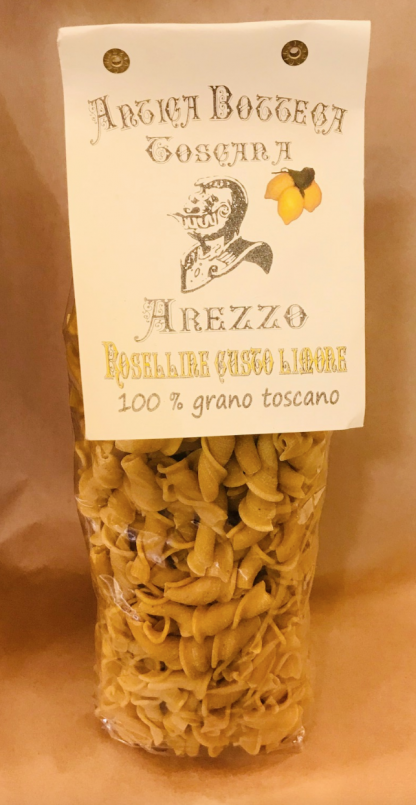 Antica Bottega
Toscana
Arezzo
Roselline gusto limone
100 % grano toscano